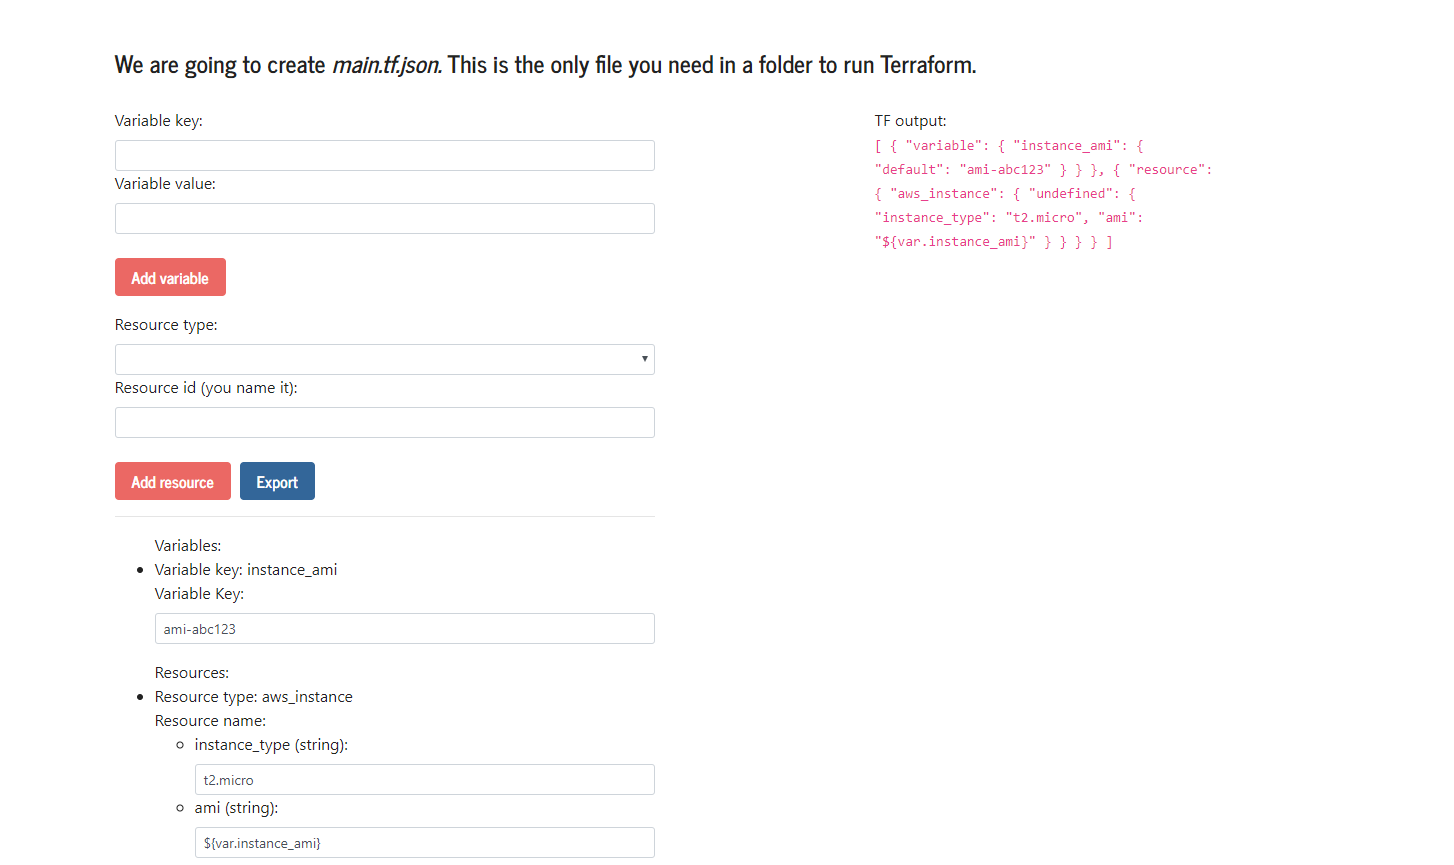 We are going to create main.tf.json. This is the only file you need in a folder to run Terraform.
Variable key:
Variable value:
Add variable
Resource type:
Resource id (you name it):
Add resource
Export
Variables:
Variable key: instance_ami
Variable Key:
ami-abc123
Resources:
Resource type: aws_instance
Resource name:
instance_type (string):
t2.micro
ami (string):
${var.instance_ami}
TF output:
[ { "variable": { "instance_ami": {
"default": "ami-abc123" } } }, { "resource":
{ "aws_instance": { "undefined": {
"instance_type": "t2.micro", "ami":
"${var.instance_ami}" } } } } ]